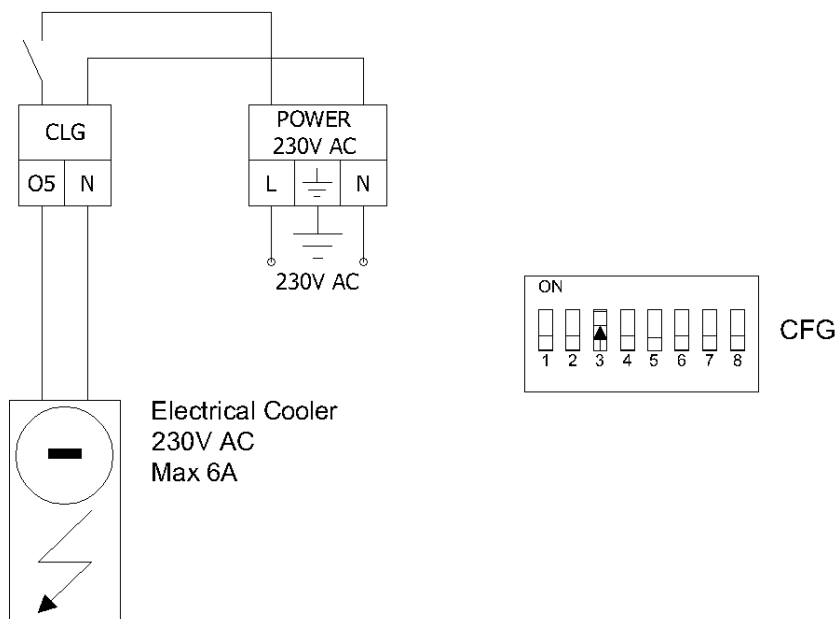 CLG
O5 N
POWER
230V AC
L N
230V AC
Electrical Cooler
230V AC
Max 6A
ON
1 2 3 4 5 6 7 8
CFG